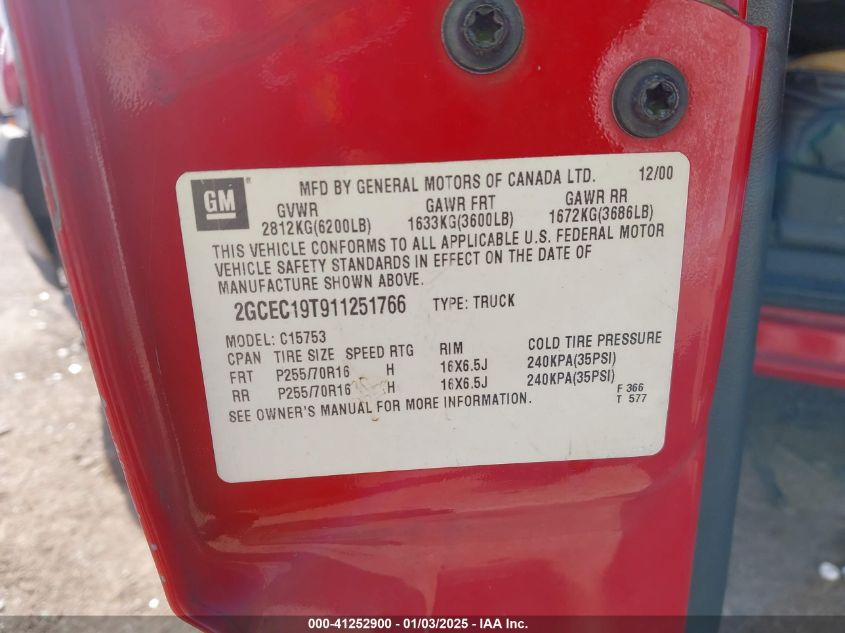 GM MFD BY GENERAL MOTORS OF CANADA LTD. 12/00
GVWR GAWR FRT GAWR RR
2812KG(6200LB) 1633KG(3600LB) 1672KG(3686LB)
THIS VEHICLE CONFORMS TO ALL APPLICABLE U.S. FEDERAL MOTOR
VEHICLE SAFETY STANDARDS IN EFFECT ON THE DATE OF
MANUFACTURE SHOWN ABOVE.
2GCEC19T911251766 TYPE: TRUCK
MODEL: C15753
CPAN TIRE SIZE SPEED RTG RIM COLD TIRE PRESSURE
FRT P255/70R16 H 16X6.5J 240KPA(35PSI)
RR P255/70R16 H 16X6.5J 240KPA(35PSI)
SEE OWNER'S MANUAL FOR MORE INFORMATION.
F 366
T 577
000-41252900 - 01/03/2025 - COPYRIGHT IAA, Inc.